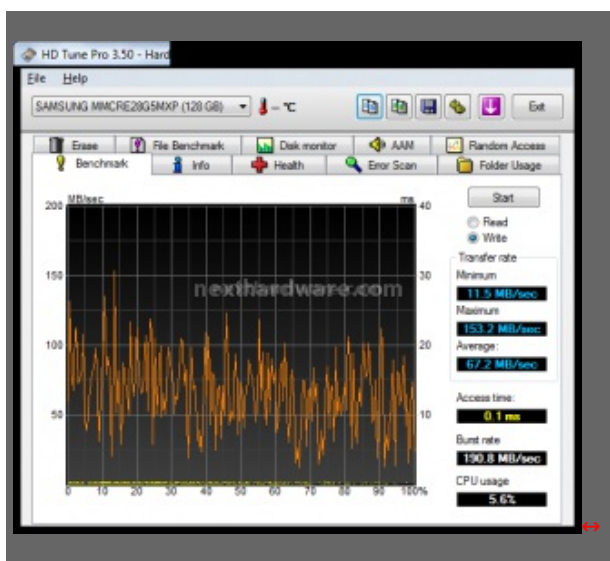 HD Tune Pro 3.50 - Hard
File Help
SAMSUNG MMCRE28G5MXP (128 GB) – °C Exit
Erase File Benchmark Disk monitor AAM Random Access
Benchmark Info Health Error Scan Folder Usage
MB/sec ms
200 40
150 30
100 20
50 10
0 10 20 30 40 50 60 70 80 90 100%
nexthardware.com
Start
Read
Write
Transfer rate
Minimum
11.5 MB/sec
Maximum
153.2 MB/sec
Average:
67.2 MB/sec
Access time:
0.1 ms
Burst rate
190.8 MB/sec
CPU usage
5.6%